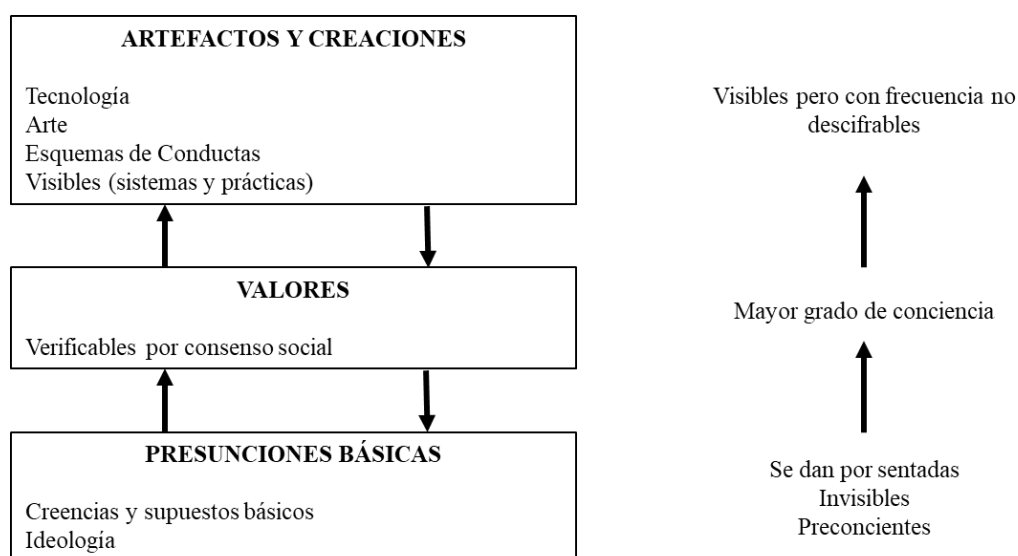 ARTEFACTOS Y CREACIONES
Tecnología
Arte
Esquemas de Conductas
Visibles (sistemas y prácticas)
Visibles pero con frecuencia no
descifrables
VALORES
Verificables por consenso social
Mayor grado de conciencia
PRESUNCIONES BÁSICAS
Creencias y supuestos básicos
Ideología
Se dan por sentadas
Invisibles
Preconcientes